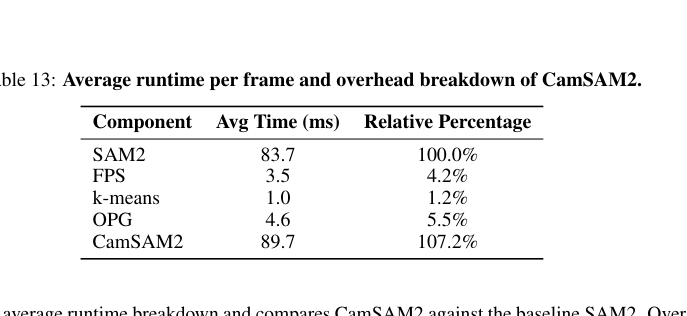 ble 13: Average runtime per frame and overhead breakdown of CamSAM2.
Component Avg Time (ms) Relative Percentage
SAM2 83.7 100.0%
FPS 3.5 4.2%
k-means 1.0 1.2%
OPG 4.6 5.5%
CamSAM2 89.7 107.2%
average runtime breakdown and compares CamSAM2 against the baseline SAM2. Over